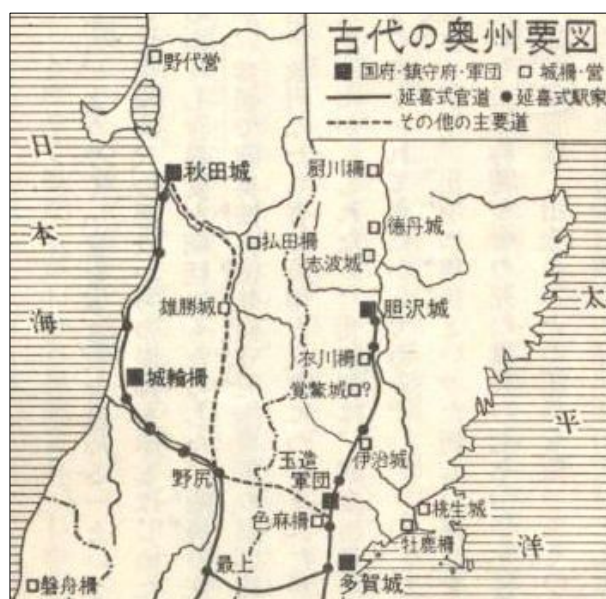 古代の奥州要図
■ 国府・鎮守府・軍団 □ 城柵・営
延喜式官道 ● 延喜式駅家
その他の主要道
野代営
日本海
秋田城
厨川柵
払田柵
徳丹城
志波城
太平洋
雄勝城
胆沢城
衣川柵
城輪柵
覚鱉城?
伊治城
野尻
玉造
軍団
色麻柵
桃生城
牡鹿柵
最上
多賀城
磐舟柵